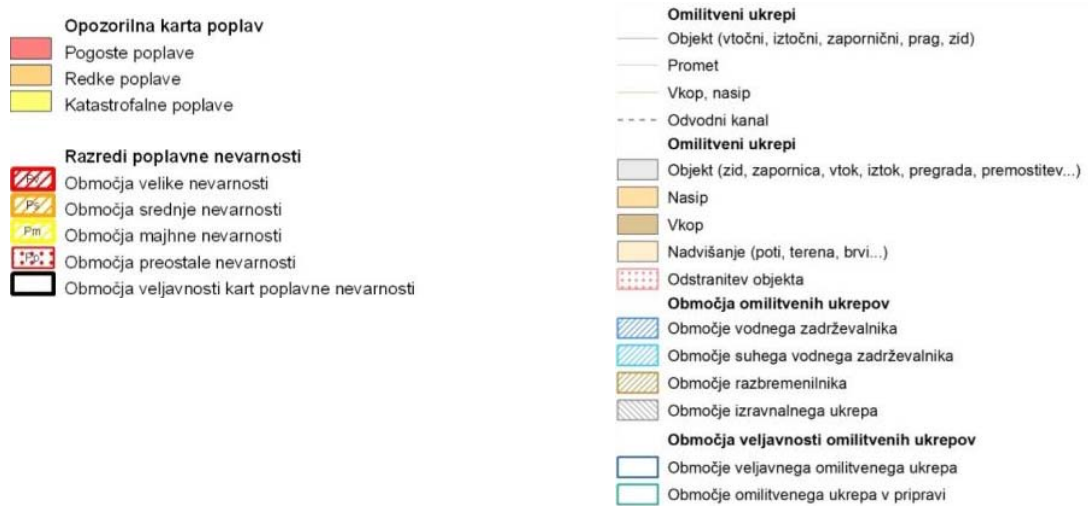 Opozorilna karta poplav
Pogoste poplave
Redke poplave
Katastrofalne poplave
Razredi poplavne nevarnosti
Pv Območja velike nevarnosti
Ps Območja srednje nevarnosti
Pm Območja majhne nevarnosti
Pp Območja preostale nevarnosti
Območja veljavnosti kart poplavne nevarnosti
Omilitveni ukrepi
Objekt (vtočni, iztočni, zapornični, prag, zid)
Promet
Vkop, nasip
Odvodni kanal
Omilitveni ukrepi
Objekt (zid, zapornica, vtok, iztok, pregrada, premostitev...)
Nasip
Vkop
Nadvišanje (poti, terena, brvi...)
Odstranitev objekta
Območja omilitvenih ukrepov
Območje vodnega zadrževalnika
Območje suhega vodnega zadrževalnika
Območje razbremenilnika
Območje izravnalnega ukrepa
Območja veljavnosti omilitvenih ukrepov
Območje veljavnega omilitvenega ukrepa
Območje omilitvenega ukrepa v pripravi